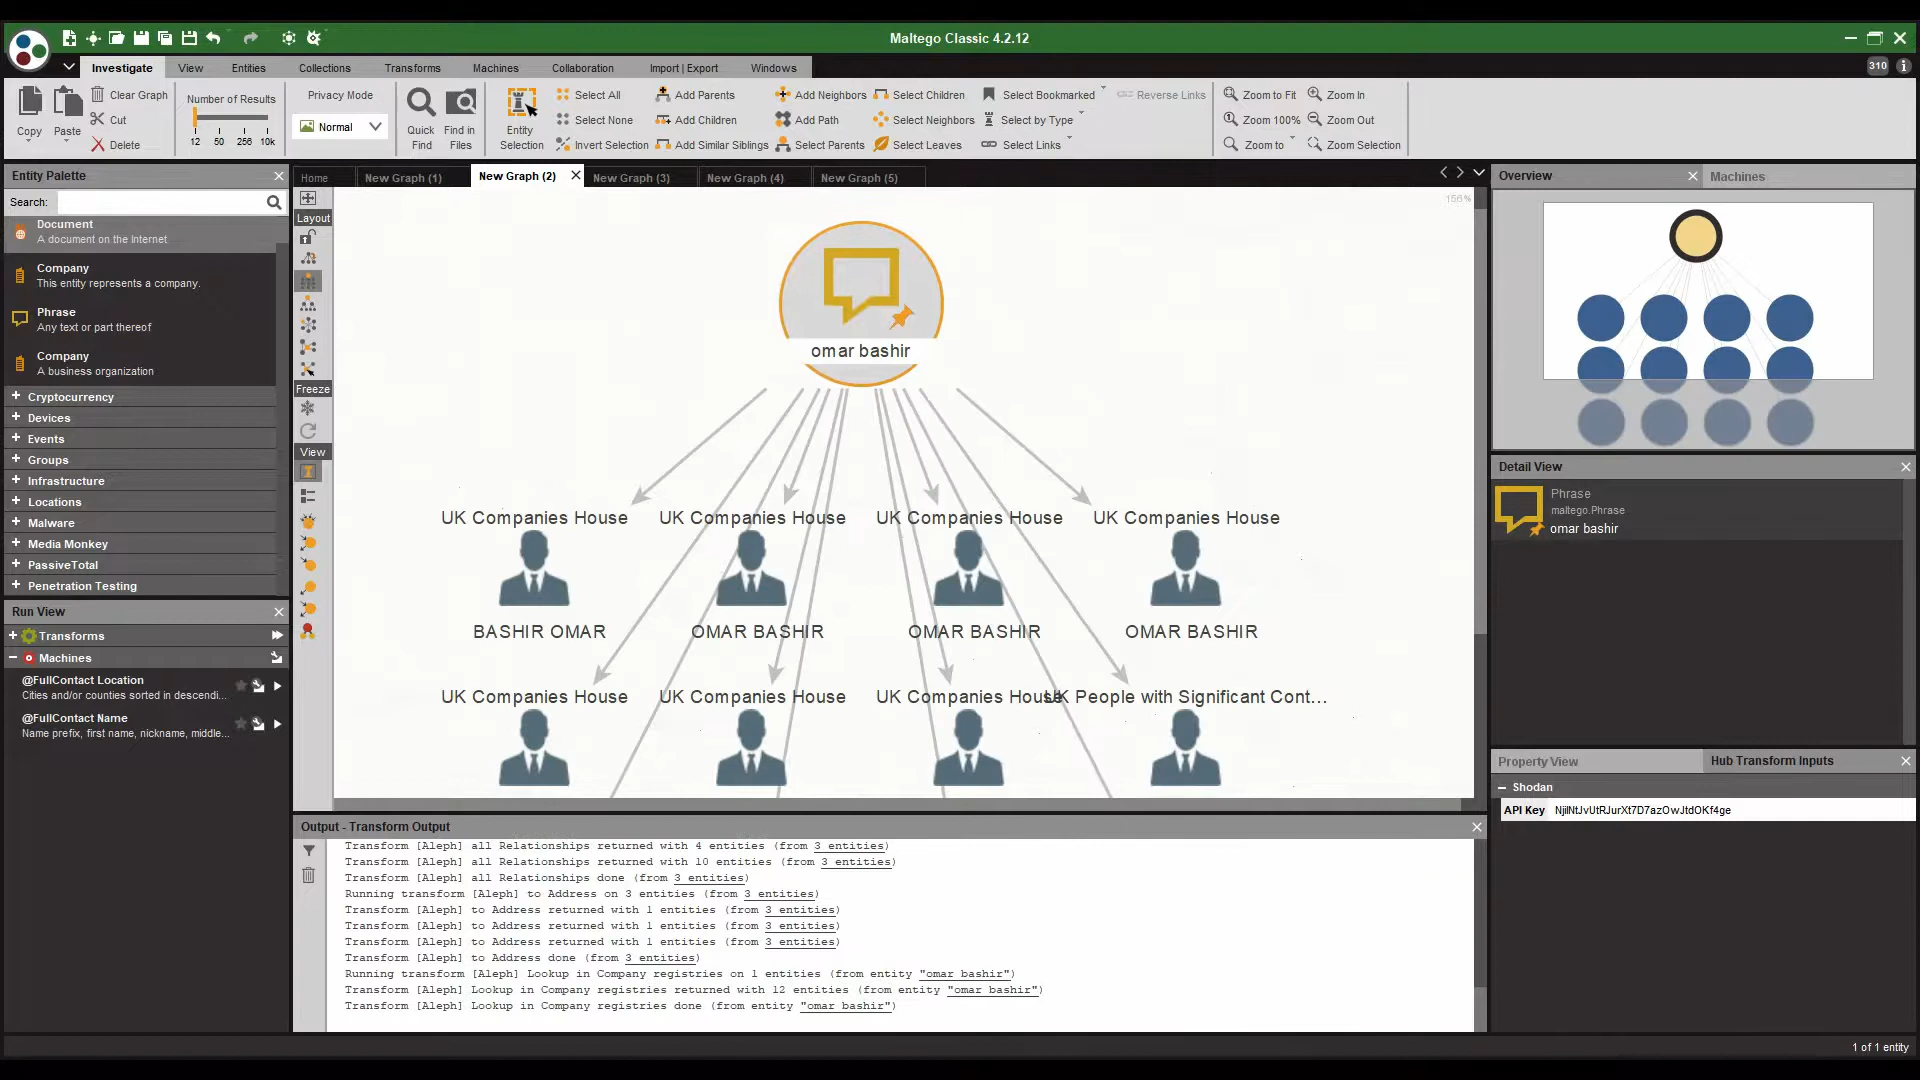 Maltego Classic 4.2.12
Investigate View Entities Collections Transforms Machines Collaboration Import | Export Windows
310
Copy Paste Clear Graph Cut Delete
Number of Results
12 50 256 10k
Privacy Mode
Normal
Quick Find
Find in Files
Entity Selection
Select All Add Parents Add Neighbors Select Children Select Bookmarked Reverse Links Zoom to Fit Zoom In
Select None Add Children Add Path Select Neighbors Select by Type Zoom 100% Zoom Out
Invert Selection Add Similar Siblings Select Parents Select Leaves Select Links Zoom to Zoom Selection
Entity Palette
Search:
Document
A document on the Internet
Company
This entity represents a company.
Phrase
Any text or part thereof
Company
A business organization
Cryptocurrency
Devices
Events
Groups
Infrastructure
Locations
Malware
Media Monkey
PassiveTotal
Penetration Testing
Run View
Transforms
Machines
@FullContact Location
Cities and/or counties sorted in descendi...
@FullContact Name
Name prefix, first name, nickname, middle...
Home New Graph (1) New Graph (2) New Graph (3) New Graph (4) New Graph (5)
Layout
Freeze
View
156%
omar bashir
UK Companies House UK Companies House UK Companies House UK Companies House
BASHIR OMAR OMAR BASHIR OMAR BASHIR OMAR BASHIR
UK Companies House UK Companies House UK Companies House UK People with Significant Cont...
Output - Transform Output
Transform [Aleph] all Relationships returned with 4 entities (from 3 entities)
Transform [Aleph] all Relationships returned with 10 entities (from 3 entities)
Transform [Aleph] all Relationships done (from 3 entities)
Running transform [Aleph] to Address on 3 entities (from 3 entities)
Transform [Aleph] to Address returned with 1 entities (from 3 entities)
Transform [Aleph] to Address returned with 1 entities (from 3 entities)
Transform [Aleph] to Address returned with 1 entities (from 3 entities)
Transform [Aleph] to Address done (from 3 entities)
Running transform [Aleph] Lookup in Company registries on 1 entities (from entity "omar bashir")
Transform [Aleph] Lookup in Company registries returned with 12 entities (from entity "omar bashir")
Transform [Aleph] Lookup in Company registries done (from entity "omar bashir")
Overview Machines
Detail View
Phrase
maltego.Phrase
omar bashir
Property View Hub Transform Inputs
Shodan
API Key
1 of 1 entity